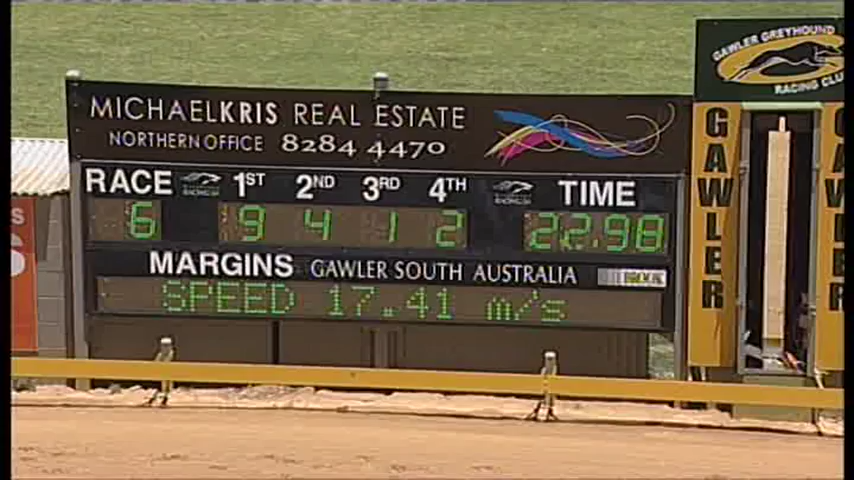 GAWLER GREYHOUND
RACING CLUB
MICHAELKRIS REAL ESTATE
NORTHERN OFFICE 8284 4470
RACE 1ST 2ND 3RD 4TH TIME
6 9 4 1 2 22.98
MARGINS GAWLER SOUTH AUSTRALIA
SPEED 17.41 m/s
GAWLER
GAWLER
S
S